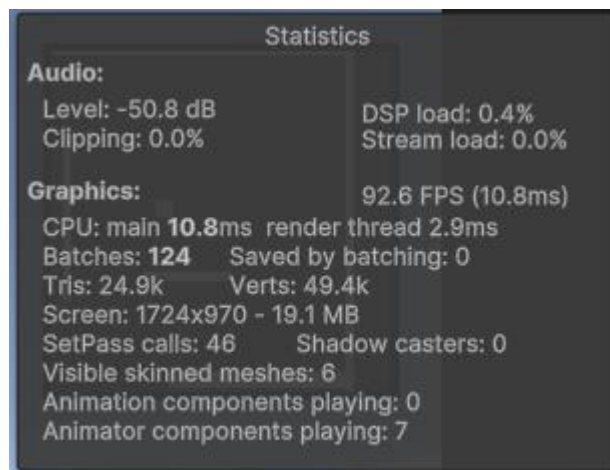 Statistics
Audio:
Level: -50.8 dB DSP load: 0.4%
Clipping: 0.0% Stream load: 0.0%
Graphics: 92.6 FPS (10.8ms)
CPU: main 10.8ms render thread 2.9ms
Batches: 124 Saved by batching: 0
Tris: 24.9k Verts: 49.4k
Screen: 1724x970 - 19.1 MB
SetPass calls: 46 Shadow casters: 0
Visible skinned meshes: 6
Animation components playing: 0
Animator components playing: 7